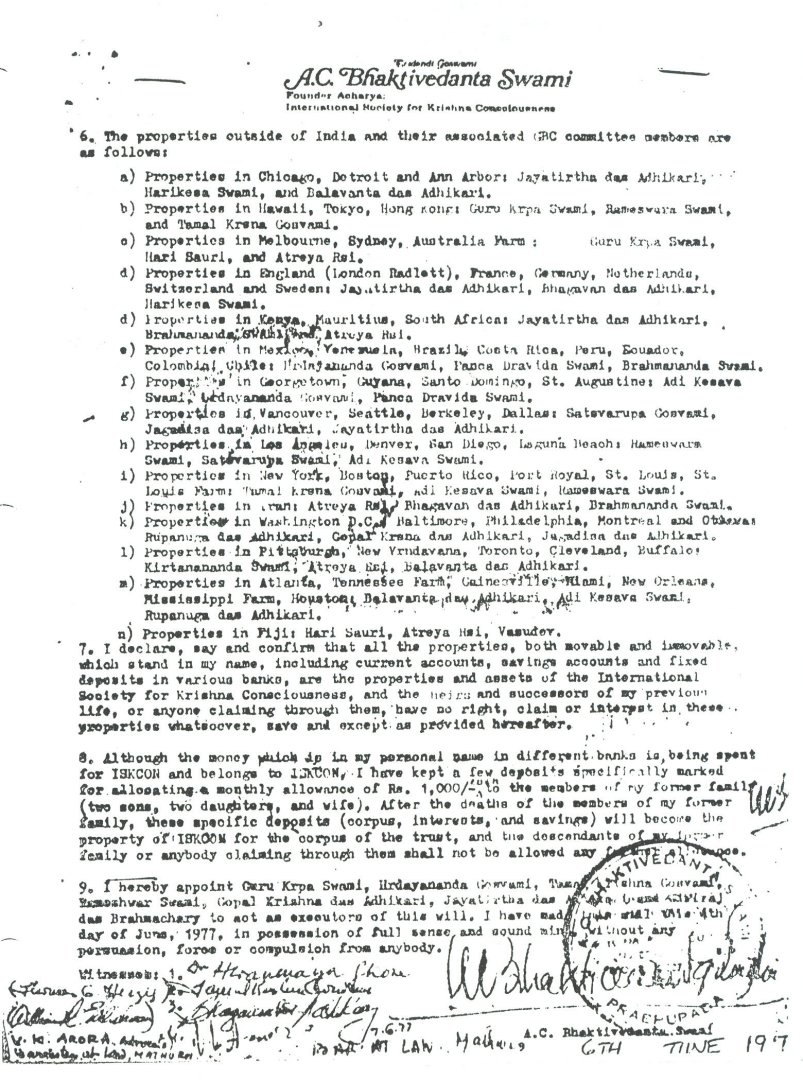 Tridandi Goswami
A.C. Bhaktivedanta Swami
Founder Acharya:
International Society for Krishna Consciousness
6. The properties outside of India and their associated GBC committee members are
as follows:
a) Properties in Chicago, Detroit and Ann Arbor: Jayatirtha das Adhikari,
Harikesa Swami, and Balavanta das Adhikari.
b) Properties in Hawaii, Tokyo, Hong Kong: Guru Krpa Swami, Rameswara Swami,
and Tamal Krsna Gosvami.
c) Properties in Melbourne, Sydney, Australia Farm : Guru Krpa Swami,
Hari Sauri, and Atreya Rsi.
d) Properties in England (London Radlett), France, Germany, Netherlands,
Switzerland and Sweden: Jayatirtha das Adhikari, Bhagavan das Adhikari,
Harikesa Swami.
d) Properties in Kenya, Mauritius, South Africa: Jayatirtha das Adhikari,
Brahmananda Swami and Atreya Rsi.
e) Properties in Mexico, Venezuela, Brazil, Costa Rica, Peru, Ecuador,
Colombia, Chile: Hrdayananda Gosvami, Panca Dravida Swami, Brahmananda Swami.
f) Properties in Georgetown, Guyana, Santo Domingo, St. Augustine: Adi Kesava
Swami, Hrdayananda Gosvami, Panca Dravida Swami.
g) Properties in Vancouver, Seattle, Berkeley, Dallas: Satsvarupa Gosvami,
Jagadisa das Adhikari, Jayatirtha das Adhikari.
h) Properties in Los Angeles, Denver, San Diego, Laguna Beach: Rameswara
Swami, Satsvarupa Swami, Adi Kesava Swami.
i) Properties in New York, Boston, Puerto Rico, Port Royal, St. Louis, St.
Louis Farm: Tamal Krsna Gosvami, Adi Kesava Swami, Rameswara Swami.
j) Properties in Iran: Atreya Rsi, Bhagavan das Adhikari, Brahmananda Swami.
k) Properties in Washington D.C., Baltimore, Philadelphia, Montreal and Ottawa:
Rupanuga das Adhikari, Gopal Krsna das Adhikari, Jagadisa das Adhikari.
l) Properties in Pittsburgh, New Vrndavana, Toronto, Cleveland, Buffalo:
Kirtanananda Swami, Atreya Rsi, Balavanta das Adhikari.
m) Properties in Atlanta, Tennessee Farm, Gainesville, Miami, New Orleans,
Mississippi Farm, Houston: Balavanta das Adhikari, Adi Kesava Swami,
Rupanuga das Adhikari.
n) Properties in Fiji: Hari Sauri, Atreya Rsi, Vasudev.
7. I declare, say and confirm that all the properties, both movable and immovable,
which stand in my name, including current accounts, savings accounts and fixed
deposits in various banks, are the properties and assets of the International
Society for Krishna Consciousness, and the heirs and successors of my previous
life, or anyone claiming through them, have no right, claim or interest in these
properties whatsoever, save and except as provided hereafter.
8. Although the money which is in my personal name in different banks is being spent
for ISKCON and belongs to ISKCON, I have kept a few deposits specifically marked
for allocating a monthly allowance of Rs. 1,000/- to the members of my former family
(two sons, two daughters, and wife). After the deaths of the members of my former
family, these specific deposits (corpus, interests, and savings) will become the
property of ISKCON for the corpus of the trust, and the descendants of my former
family or anybody claiming through them shall not be allowed any further allowance.
9. I hereby appoint Guru Krpa Swami, Hrdayananda Gosvami, Tamal Krishna Gosvami,
Rameshwar Swami, Gopal Krishna das Adhikari, Jayatirtha das Adhikari and Giriraj
das Brahmachary to act as executors of this will. I have made this will this 4th
day of June, 1977, in possession of full sense and sound mind, without any
persuasion, force or compulsion from anybody.
Witnesses: 1.
2.
3.
V. K. ARORA, Advocate
Barrister at Law, MATHURA
7.6.77
BAR AT LAW
BHAKTIVEDANTA
PRABHUPADA
A.C. Bhaktivedanta Swami